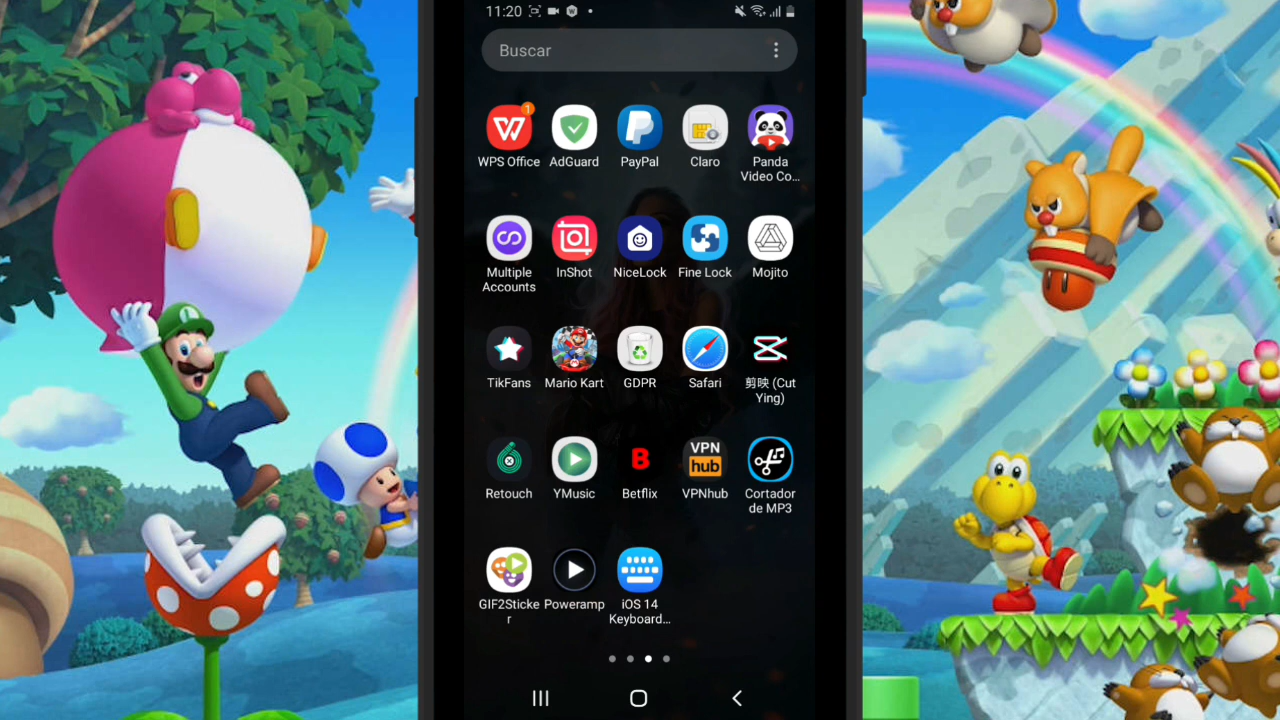 11:20
Buscar
1
WPS Office
AdGuard
PayPal
Claro
Panda
Video Co...
Multiple
Accounts
InShot
NiceLock
Fine Lock
Mojito
TikFans
Mario Kart
GDPR
Safari
剪映 (Cut
Ying)
VPN
hub
B
Retouch
YMusic
Betflix
VPNhub
Cortador
de MP3
GIF2Sticke
r
Poweramp
iOS 14
Keyboard...
L